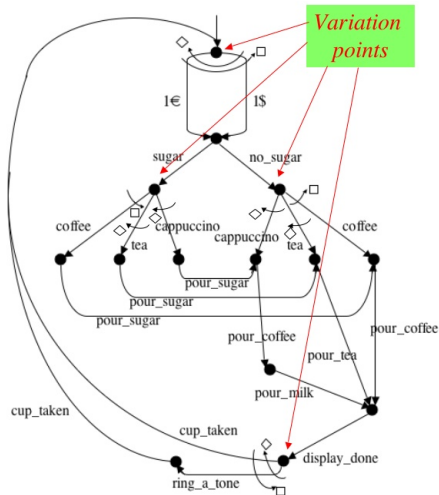 Variation
points
1€
1$
sugar
no_sugar
coffee
cappuccino
tea
cappuccino
tea
coffee
pour_sugar
pour_sugar
pour_sugar
pour_coffee
pour_coffee
pour_tea
pour_milk
cup_taken
cup_taken
display_done
ring_a_tone